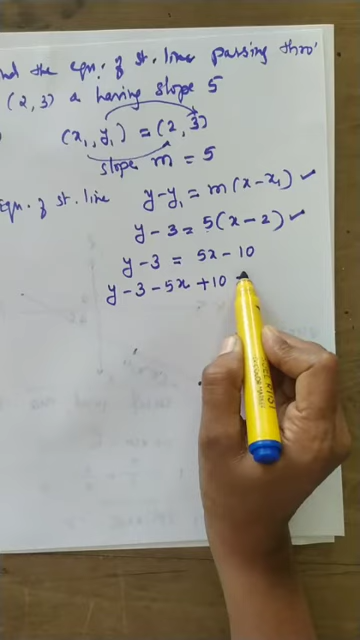 nd the eqn. of st. line passing thro'
(2,3) & having slope 5
(x₁, y₁) = (2, 3)
slope m = 5
Eqn. of st. line y-y₁ = m(x-x₁) ✓
y-3 = 5(x-2) ✓
y-3 = 5x-10
y-3-5x+10